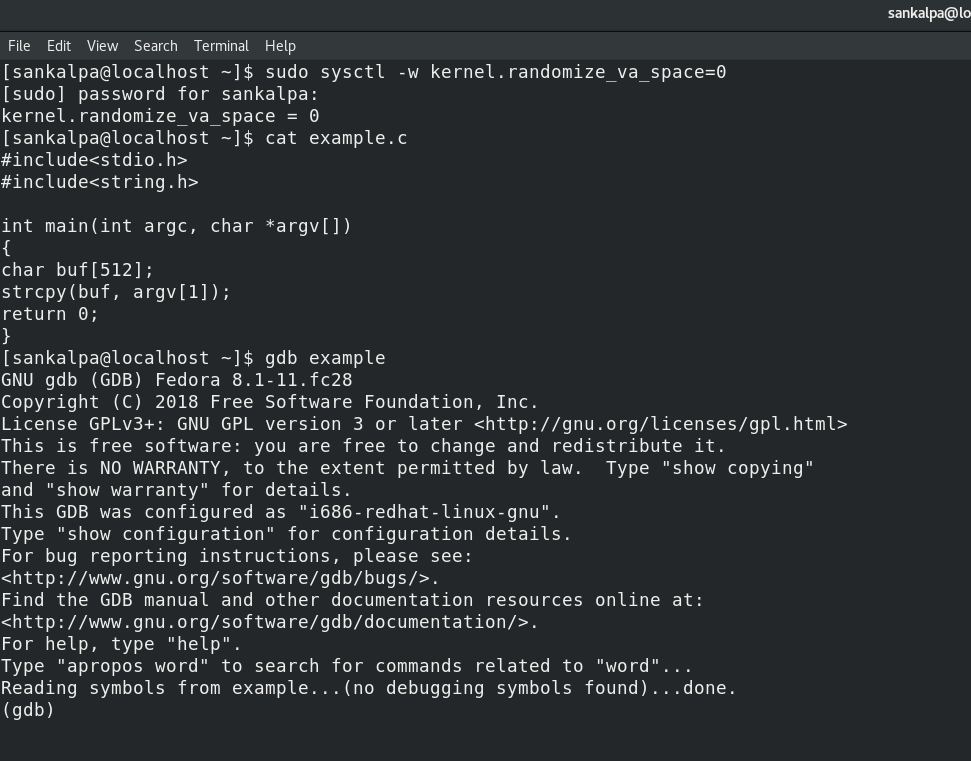 sankalpa@lo
File Edit View Search Terminal Help
[sankalpa@localhost ~]$ sudo sysctl -w kernel.randomize_va_space=0
[sudo] password for sankalpa:
kernel.randomize_va_space = 0
[sankalpa@localhost ~]$ cat example.c
#include<stdio.h>
#include<string.h>

int main(int argc, char *argv[])
{
char buf[512];
strcpy(buf, argv[1]);
return 0;
}
[sankalpa@localhost ~]$ gdb example
GNU gdb (GDB) Fedora 8.1-11.fc28
Copyright (C) 2018 Free Software Foundation, Inc.
License GPLv3+: GNU GPL version 3 or later <http://gnu.org/licenses/gpl.html>
This is free software: you are free to change and redistribute it.
There is NO WARRANTY, to the extent permitted by law.  Type "show copying"
and "show warranty" for details.
This GDB was configured as "i686-redhat-linux-gnu".
Type "show configuration" for configuration details.
For bug reporting instructions, please see:
<http://www.gnu.org/software/gdb/bugs/>.
Find the GDB manual and other documentation resources online at:
<http://www.gnu.org/software/gdb/documentation/>.
For help, type "help".
Type "apropos word" to search for commands related to "word"...
Reading symbols from example...(no debugging symbols found)...done.
(gdb)